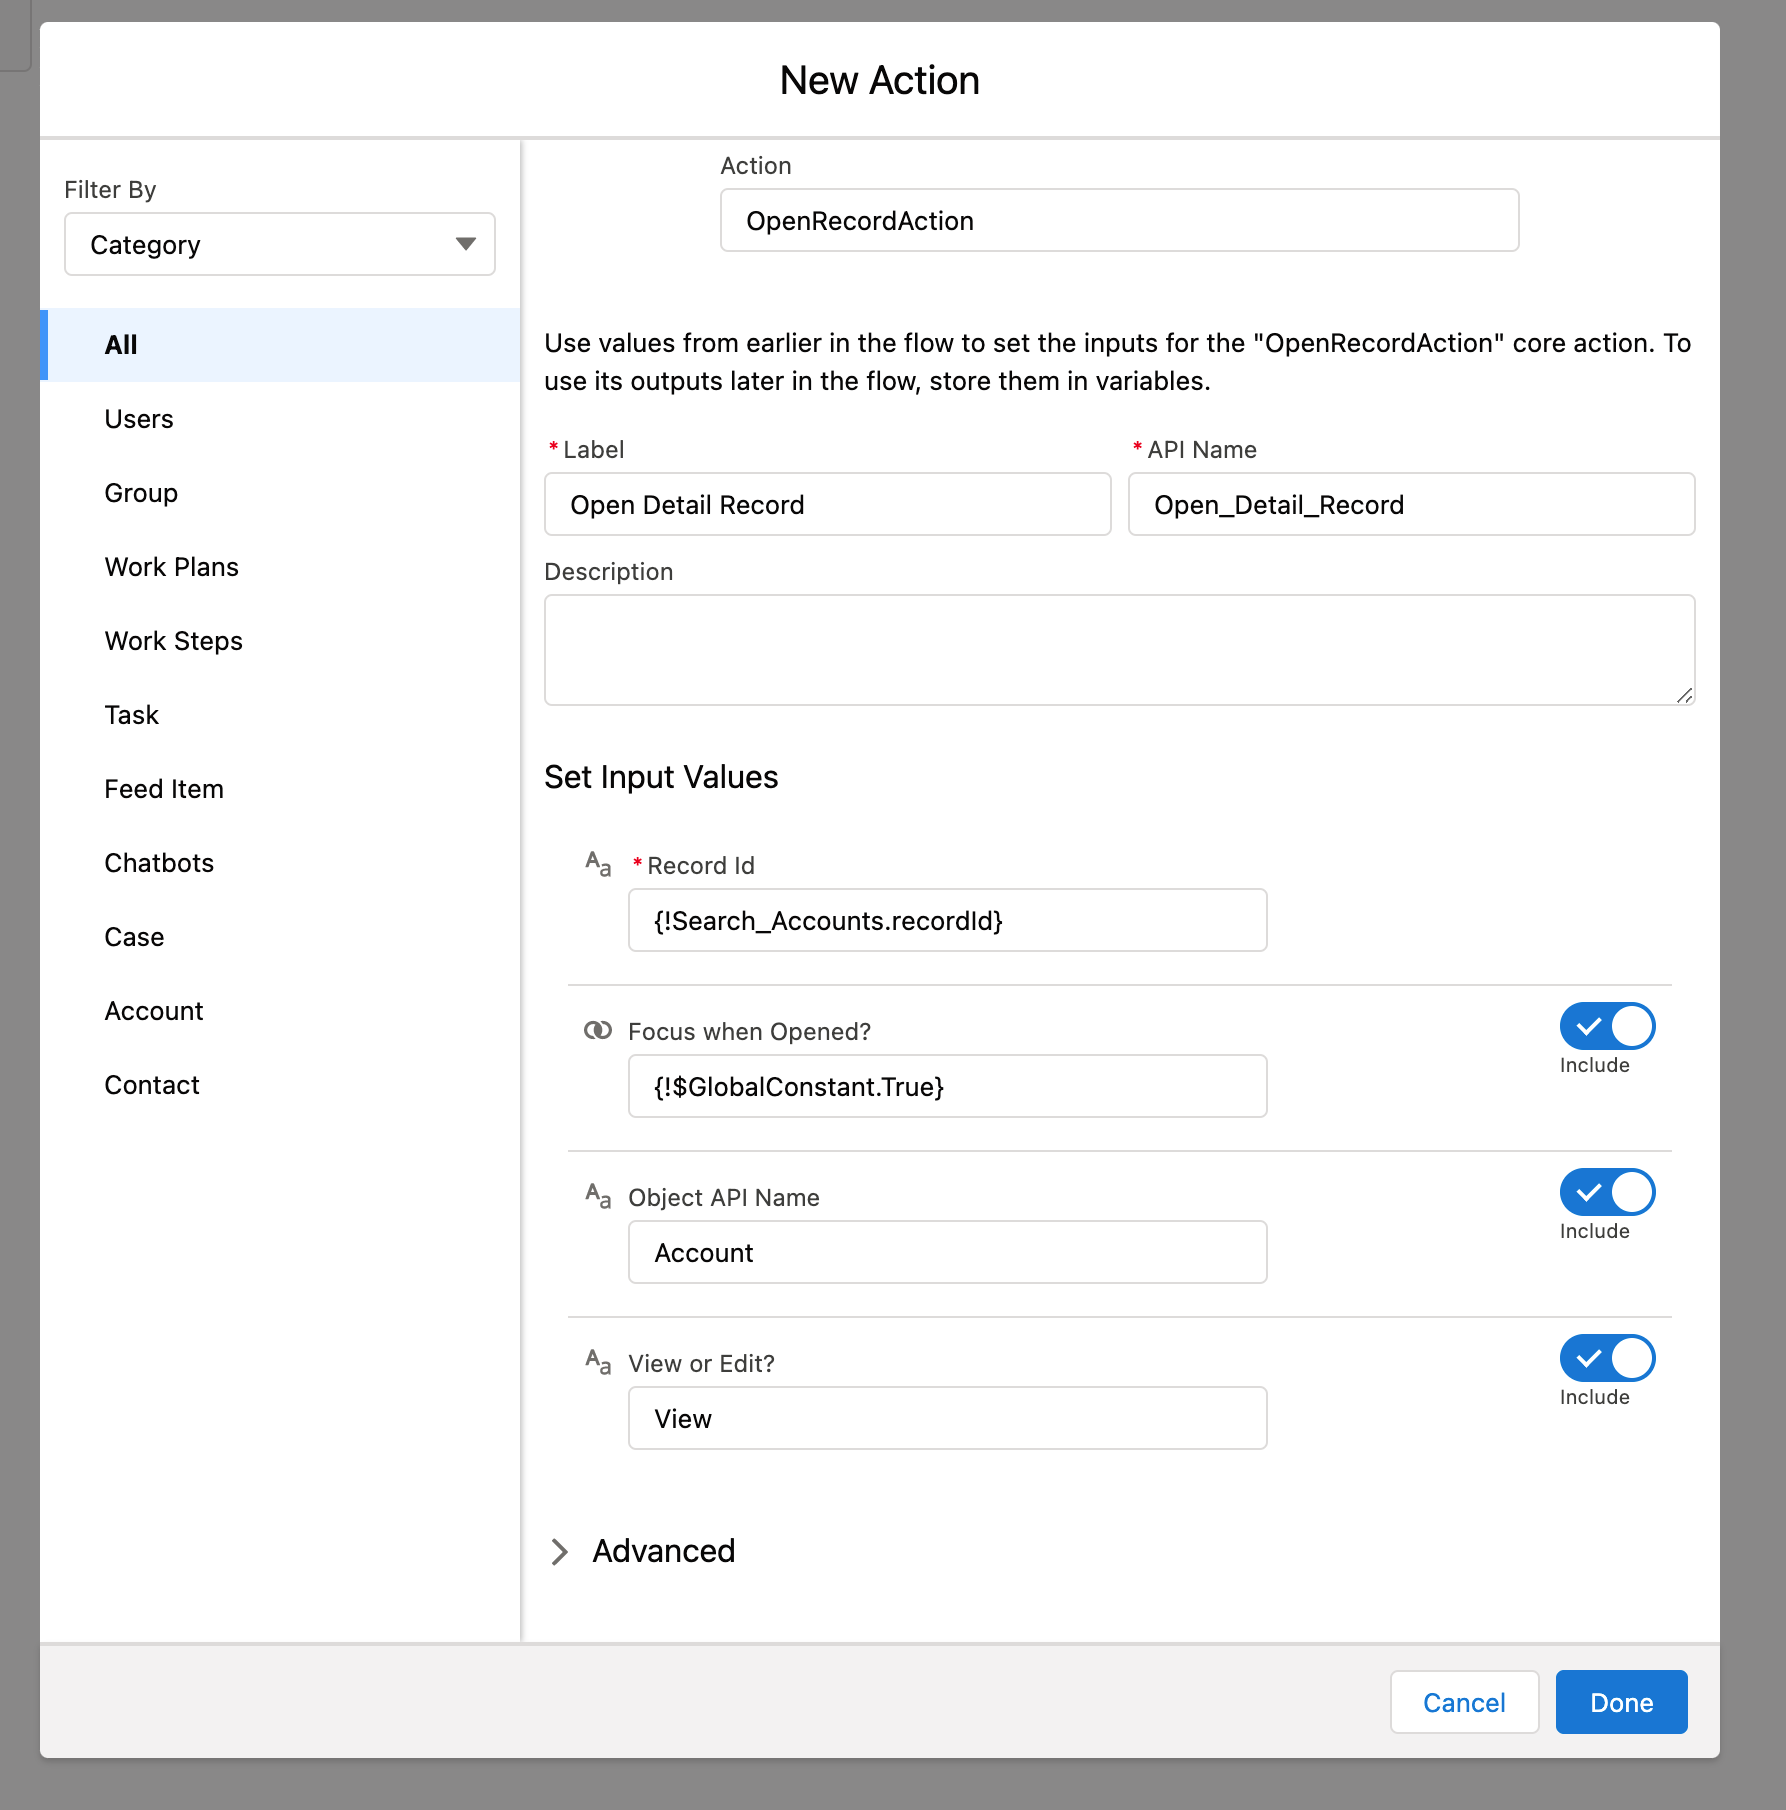 New Action
Filter By
Category
All
Users
Group
Work Plans
Work Steps
Task
Feed Item
Chatbots
Case
Account
Contact
Action
OpenRecordAction
Use values from earlier in the flow to set the inputs for the "OpenRecordAction" core action. To
use its outputs later in the flow, store them in variables.
* Label
Open Detail Record
* API Name
Open_Detail_Record
Description
Set Input Values
Aa * Record Id
{!Search_Accounts.recordId}
Focus when Opened?
{!$GlobalConstant.True}
Include
Aa Object API Name
Account
Include
Aa View or Edit?
View
Include
Advanced
Cancel
Done